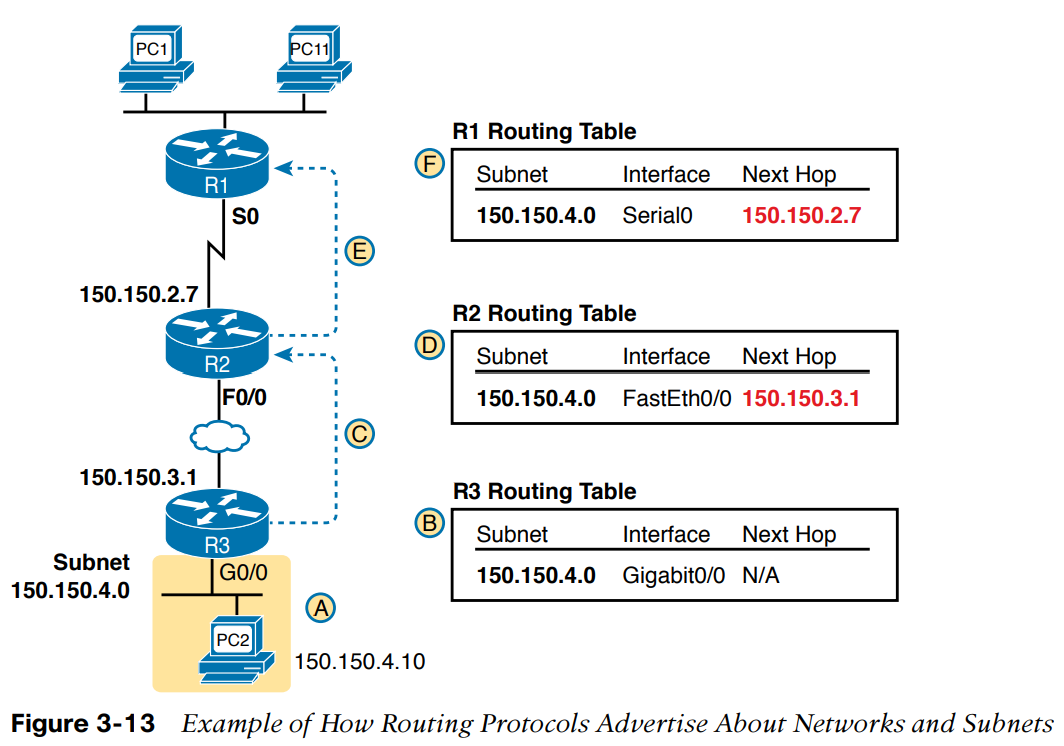 PC1
PC11
R1
S0
E
150.150.2.7
R2
F0/0
C
150.150.3.1
R3
Subnet
150.150.4.0
G0/0
A
PC2
150.150.4.10
R1 Routing Table
F
Subnet Interface Next Hop
150.150.4.0 Serial0 150.150.2.7
R2 Routing Table
D
Subnet Interface Next Hop
150.150.4.0 FastEth0/0 150.150.3.1
R3 Routing Table
B
Subnet Interface Next Hop
150.150.4.0 Gigabit0/0 N/A
Figure 3-13 Example of How Routing Protocols Advertise About Networks and Subnets